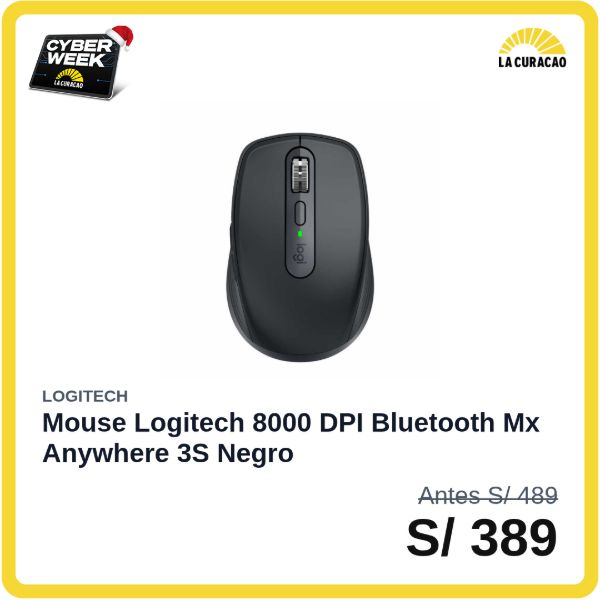 CYBER
WEEK
LA CURACAO
LA CURACAO
logi
LOGITECH
Mouse Logitech 8000 DPI Bluetooth Mx
Anywhere 3S Negro
Antes S/ 489
S/ 389